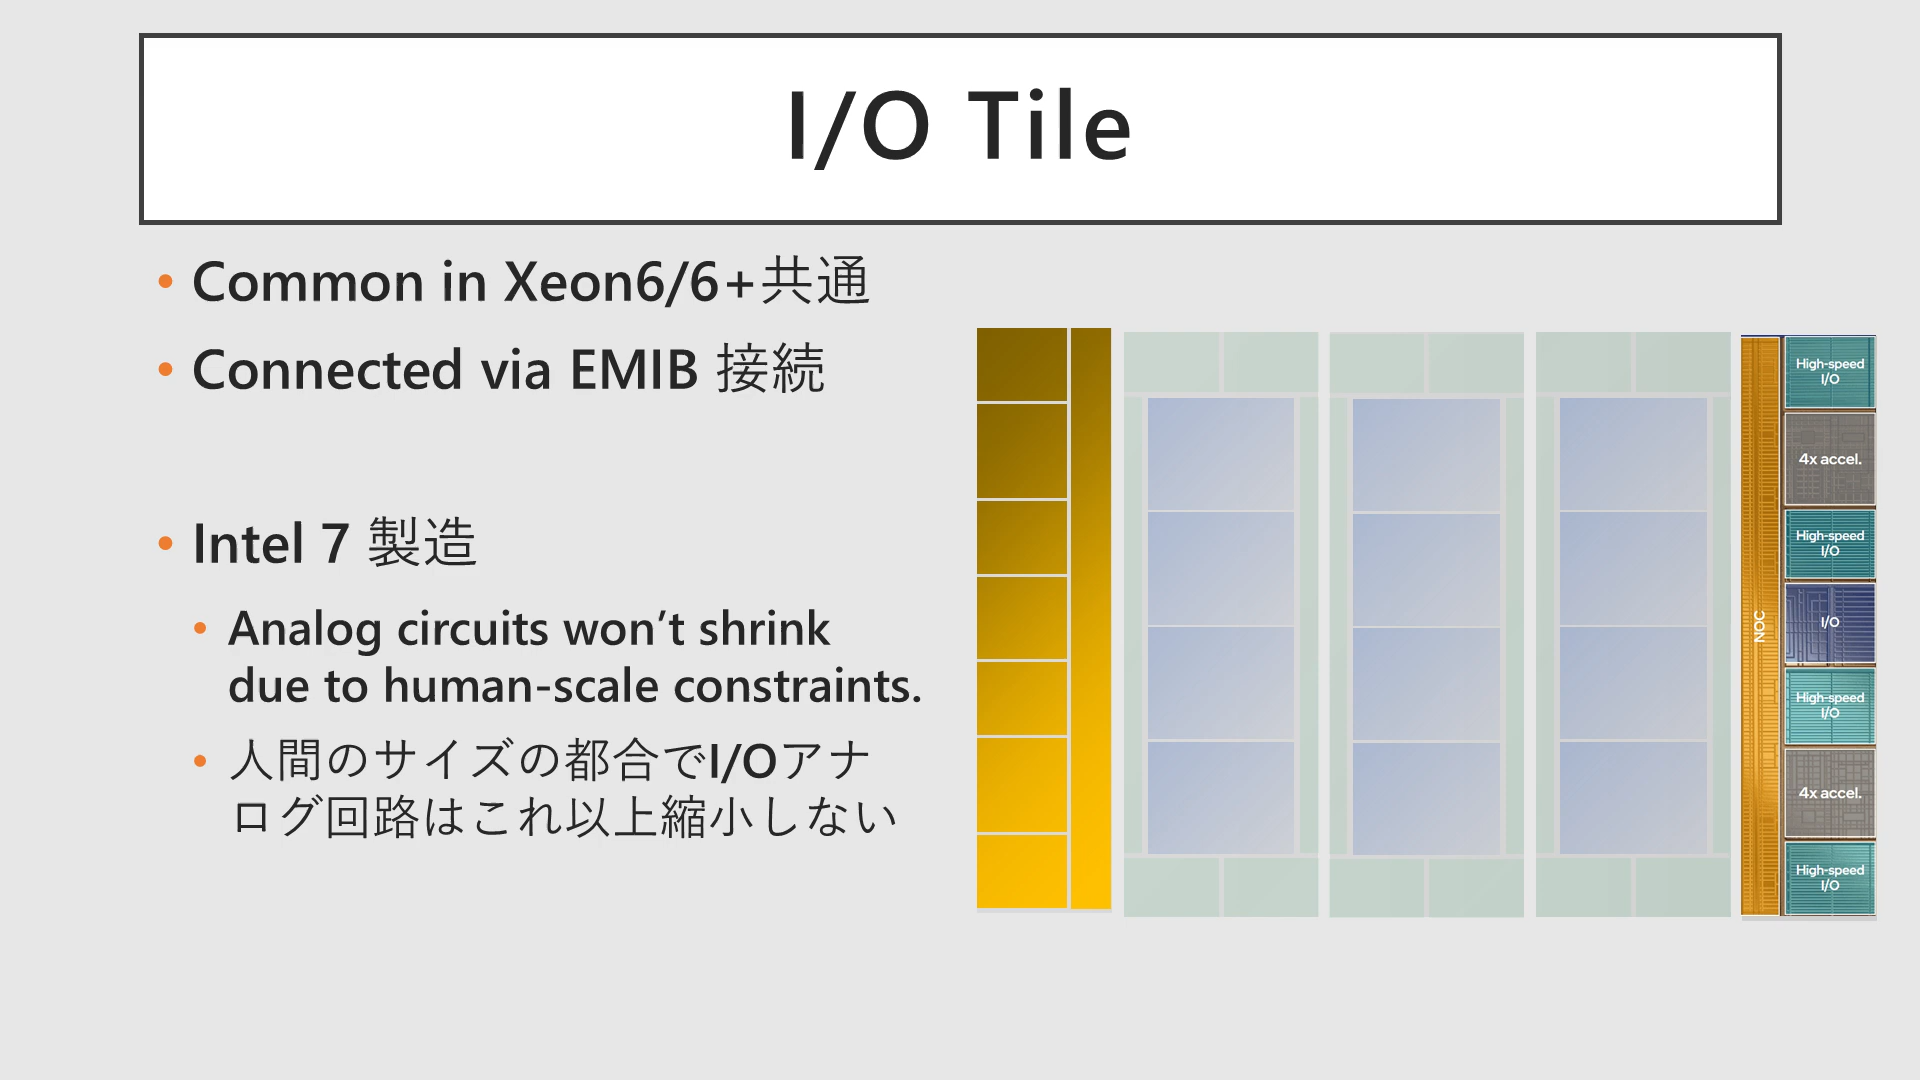 I/O Tile
• Common in Xeon6/6+共通
• Connected via EMIB 接続
• Intel 7 製造
• Analog circuits won’t shrink
due to human-scale constraints.
• 人間のサイズの都合でI/Oアナ
ログ回路はこれ以上縮小しない
NOC
High-speed
I/O
4x accel.
High-speed
I/O
I/O
High-speed
I/O
4x accel.
High-speed
I/O